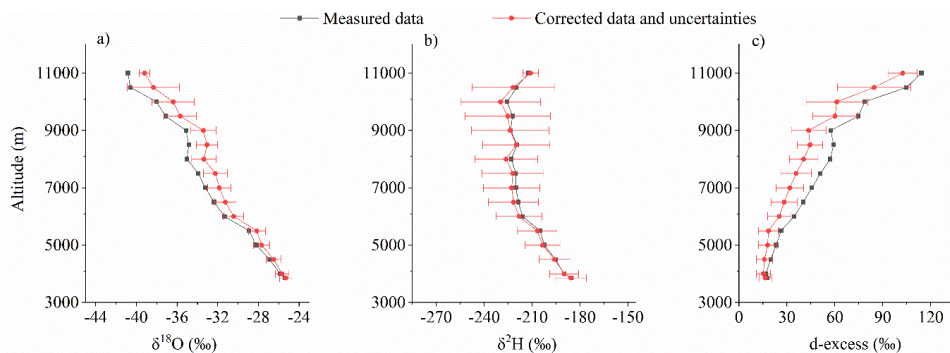 Measured data
Corrected data and uncertainties
a)
b)
c)
11000
9000
7000
5000
3000
Altitude (m)
-44 -40 -36 -32 -28 -24
δ¹⁸O (‰)
11000
9000
7000
5000
3000
-270 -240 -210 -180 -150
δ²H (‰)
11000
9000
7000
5000
3000
0 30 60 90 120
d-excess (‰)